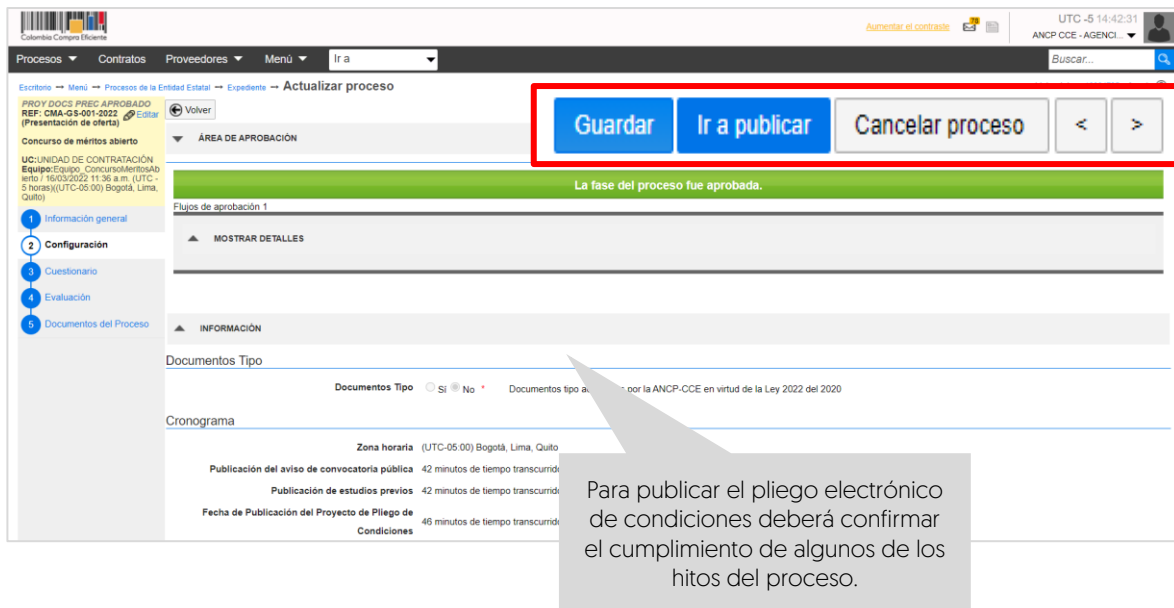 Colombia Compra Eficiente
Aumentar el contraste
78
UTC -5 14:42:31
ANCP CCE - AGENCI...
Procesos Contratos Proveedores Menú Ir a Buscar...
Escritorio → Menú → Procesos de la Entidad Estatal → Expediente → Actualizar proceso
PROY DOCS PREC APROBADO
REF: CMA-GS-001-2022 Editar
(Presentación de oferta)
Concurso de méritos abierto
UC:UNIDAD DE CONTRATACIÓN
Equipo:Equipo_ConcursoMeritosAb
ierto / 16/03/2022 11:36 a.m. (UTC -
5 horas)((UTC-05:00) Bogotá, Lima,
Quito)
1 Información general
2 Configuración
3 Cuestionario
4 Evaluación
5 Documentos del Proceso
Volver
Guardar Ir a publicar Cancelar proceso < >
ÁREA DE APROBACIÓN
La fase del proceso fue aprobada.
Flujos de aprobación 1
MOSTRAR DETALLES
INFORMACIÓN
Documentos Tipo
Documentos Tipo Sí No * Documentos tipo por la ANCP-CCE en virtud de la Ley 2022 del 2020
Cronograma
Zona horaria (UTC-05:00) Bogotá, Lima, Quito
Publicación del aviso de convocatoria pública 42 minutos de tiempo transcurrido
Publicación de estudios previos 42 minutos de tiempo transcurrido
Fecha de Publicación del Proyecto de Pliego de
Condiciones 46 minutos de tiempo transcurrido
Para publicar el pliego electrónico
de condiciones deberá confirmar
el cumplimiento de algunos de los
hitos del proceso.